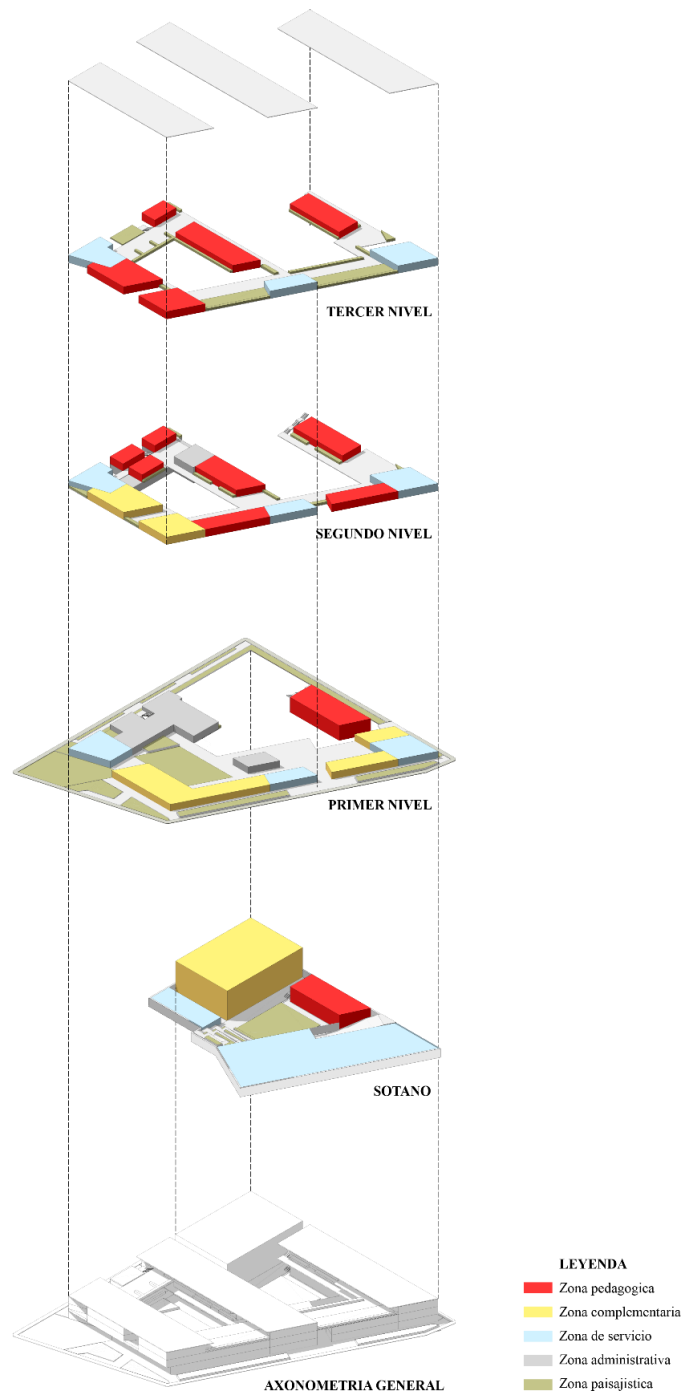 TERCER NIVEL
SEGUNDO NIVEL
PRIMER NIVEL
SOTANO
LEYENDA
Zona pedagogica
Zona complementaria
Zona de servicio
Zona administrativa
Zona paisajistica
AXONOMETRIA GENERAL